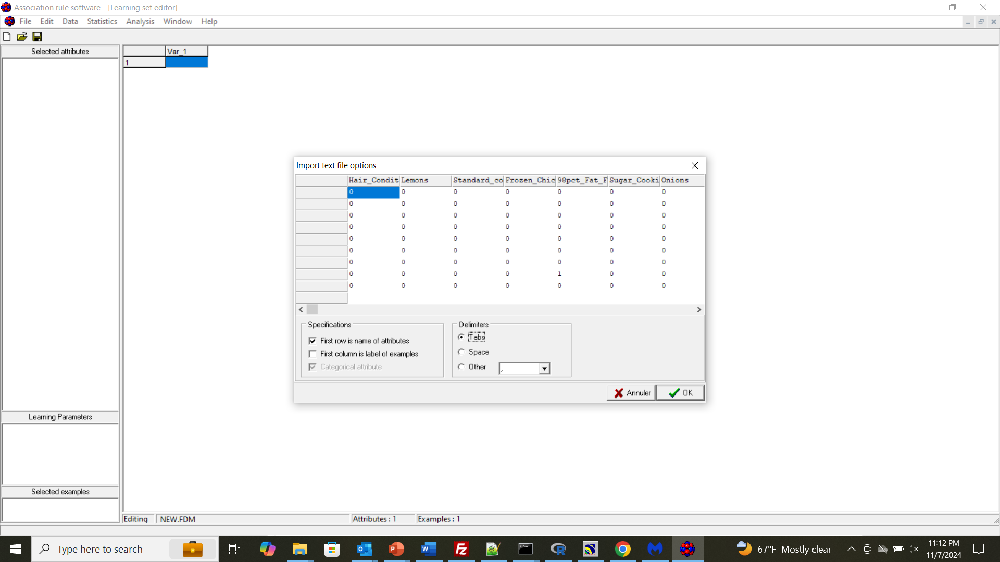 Association rule software - [Learning set editor]
File Edit Data Statistics Analysis Window Help
Selected attributes
Var_1
1
Import text file options
Hair_Condit Lemons Standard_co Frozen_Chic 98pct_Fat_F Sugar_Cooki Onions
0 0 0 0 0 0 0
0 0 0 0 0 0 0
0 0 0 0 0 0 0
0 0 0 0 0 0 0
0 0 0 0 0 0 0
0 0 0 0 0 0 0
0 0 0 0 0 0 0
0 0 0 0 1 0 0
0 0 0 0 0 0 0
Specifications
First row is name of attributes
First column is label of examples
Categorical attribute
Delimiters
Tabs
Space
Other ,
Annuler OK
Learning Parameters
Selected examples
Editing NEW.FDM Attributes : 1 Examples : 1
Type here to search
67°F Mostly clear
11:12 PM
11/7/2024